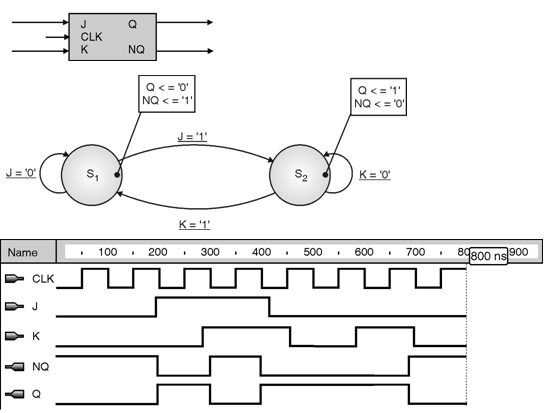 J Q
CLK
K NQ
Q <= '0'
NQ <= '1'
Q <= '1'
NQ <= '0'
J = '1'
J = '0'
S1
S2
K = '0'
K = '1'
Name 100 200 300 400 500 600 700 80 800 ns 900
CLK
J
K
NQ
Q